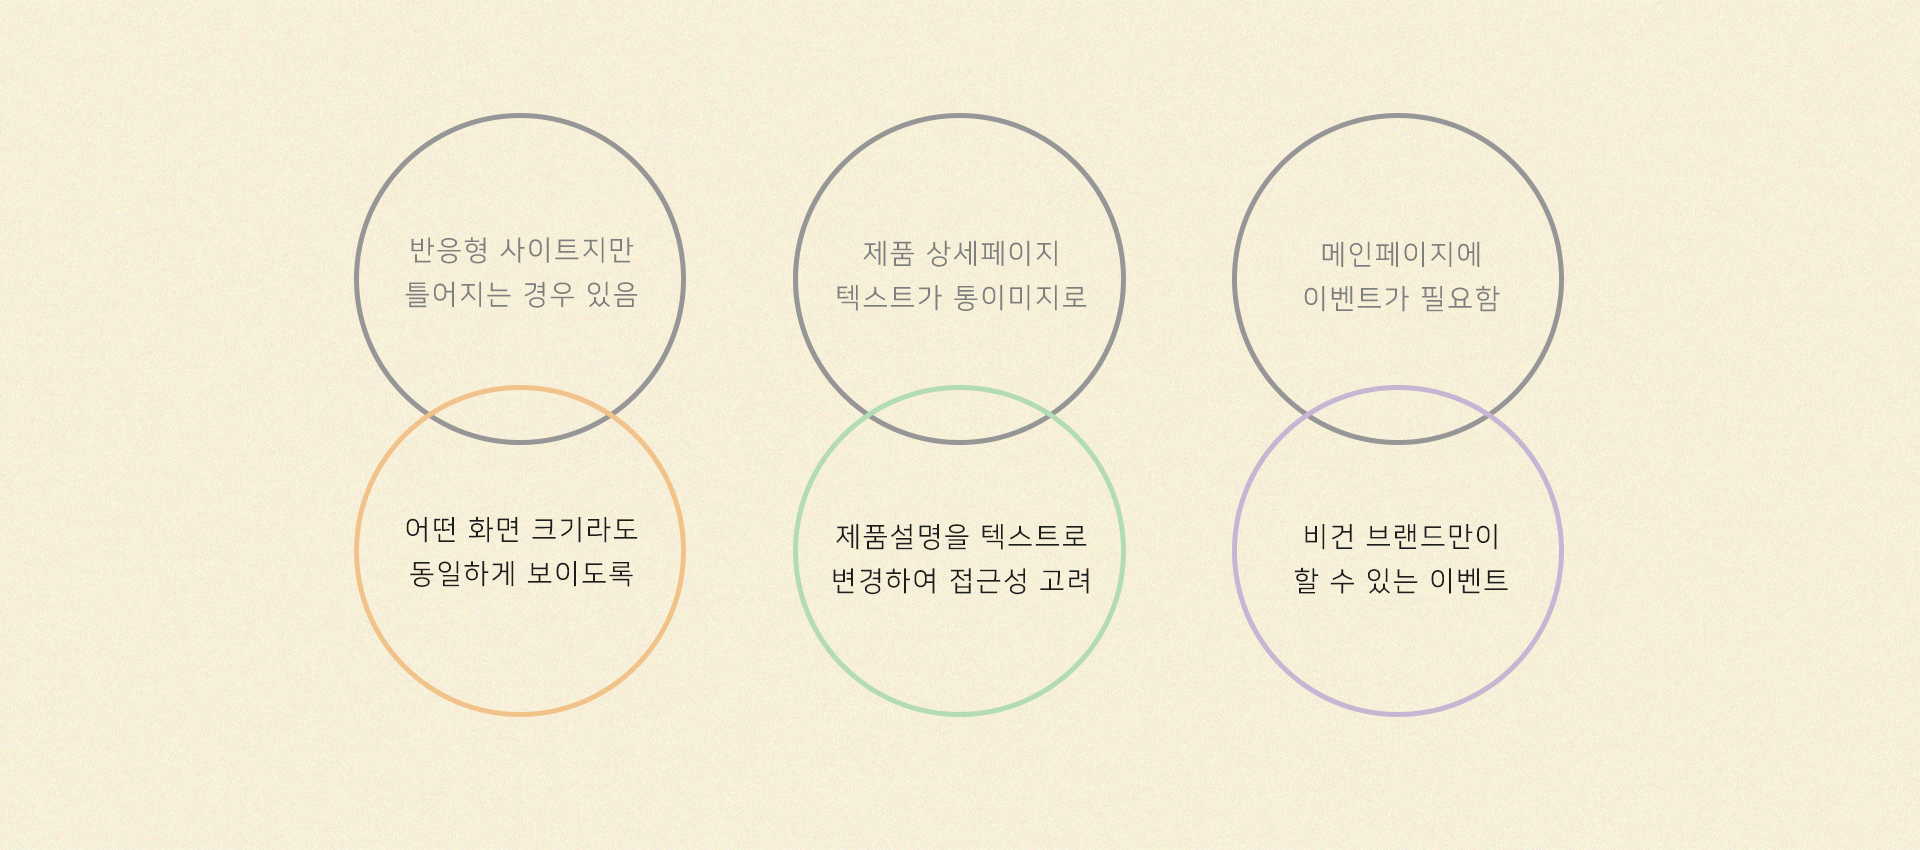 반응형 사이트지만
틀어지는 경우 있음
제품 상세페이지
텍스트가 통이미지로
메인페이지에
이벤트가 필요함
어떤 화면 크기라도
동일하게 보이도록
제품설명을 텍스트로
변경하여 접근성 고려
비건 브랜드만이
할 수 있는 이벤트